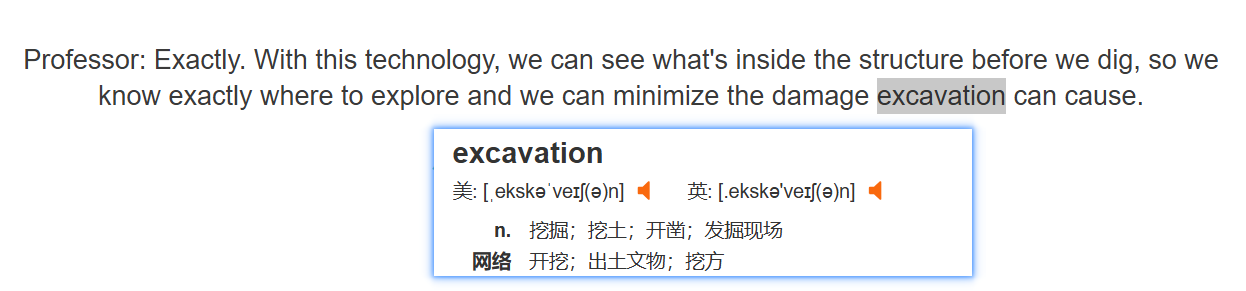 Professor: Exactly. With this technology, we can see what's inside the structure before we dig, so we
know exactly where to explore and we can minimize the damage excavation can cause.
excavation
美: [ˌekskəˈveɪʃ(ə)n] 英: [.ekskə'veɪʃ(ə)n]
n. 挖掘；挖土；开凿；发掘现场
网络 开挖；出土文物；挖方